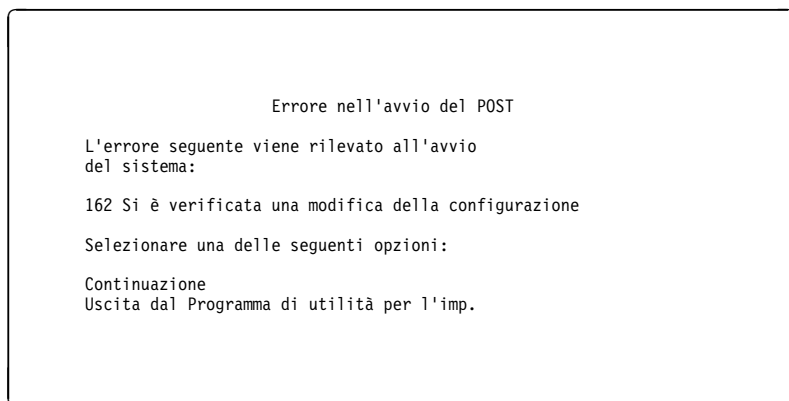 Errore nell'avvio del POST
L'errore seguente viene rilevato all'avvio
del sistema:
162 Si è verificata una modifica della configurazione
Selezionare una delle seguenti opzioni:
Continuazione
Uscita dal Programma di utilità per l'imp.